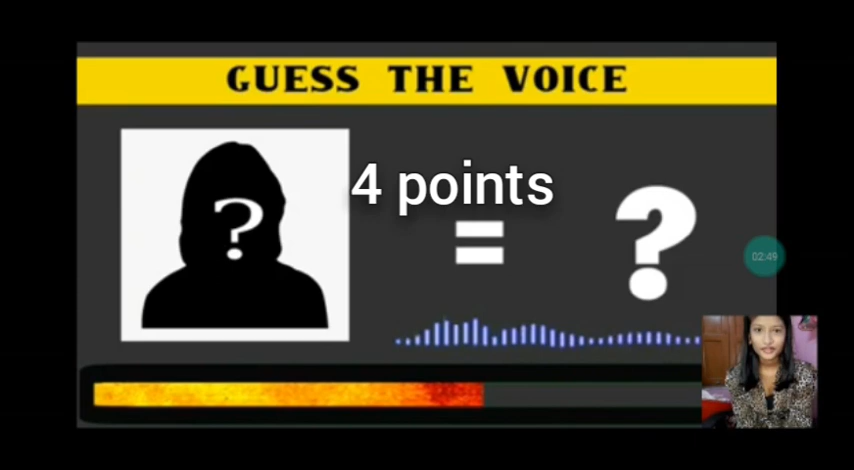 GUESS THE VOICE
4 points
?
= ?
02:49